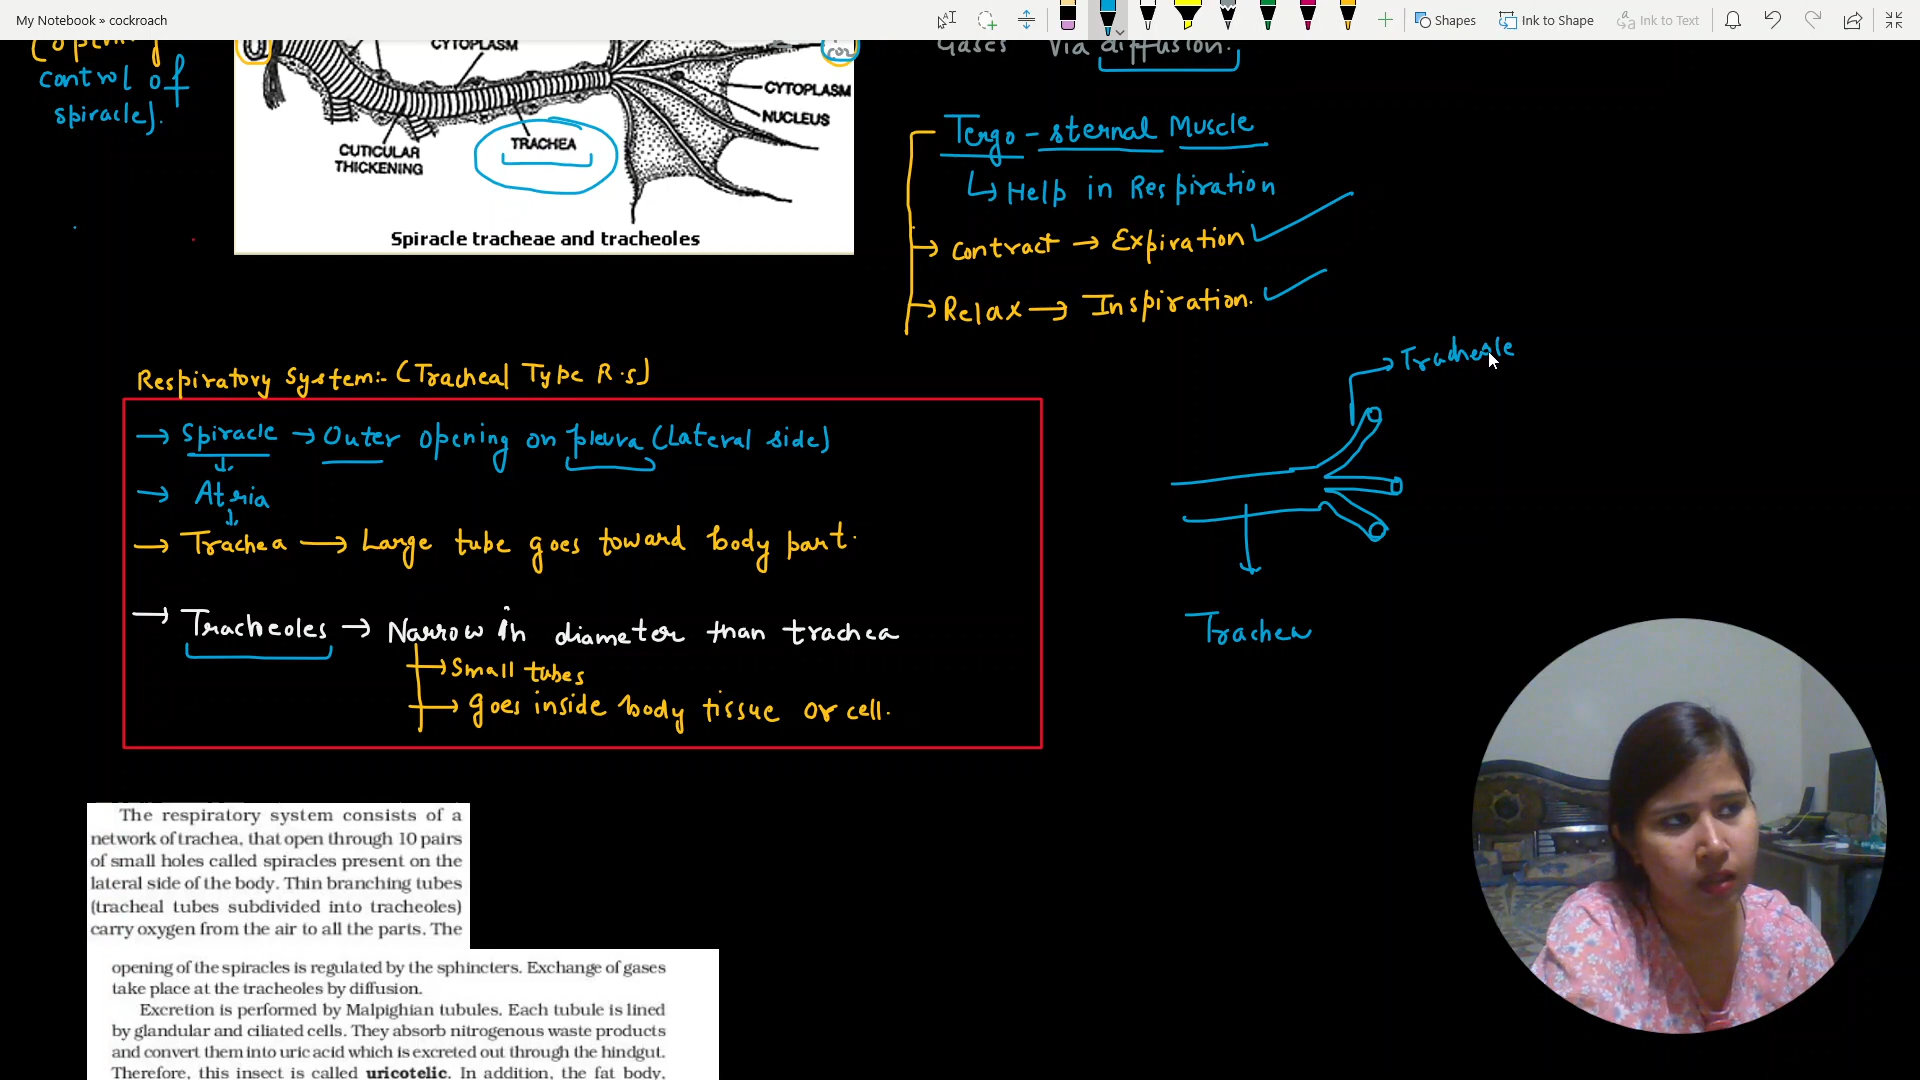 My Notebook » cockroach
Shapes
Ink to Shape
Ink to Text
control of
spiracle).
CYTOPLASM
CYTOPLASM
NUCLEUS
TRACHEA
CUTICULAR
THICKENING
Spiracle tracheae and tracheoles
Gases via diffusion.
Tergo - sternal Muscle
↳ Help in Respiration
→ Contract → Expiration
→ Relax → Inspiration.
Tracheole
Trachea
Respiratory System:- (Tracheal Type R.s)
→ Spiracle → Outer opening on pleura (Lateral side)
→ Atria
→ Trachea → Large tube goes toward body part.
→ Tracheoles → Narrow in diameter than trachea
→ Small tubes
→ goes inside body tissue or cell.
The respiratory system consists of a
network of trachea, that open through 10 pairs
of small holes called spiracles present on the
lateral side of the body. Thin branching tubes
(tracheal tubes subdivided into tracheoles)
carry oxygen from the air to all the parts. The
opening of the spiracles is regulated by the sphincters. Exchange of gases
take place at the tracheoles by diffusion.
Excretion is performed by Malpighian tubules. Each tubule is lined
by glandular and ciliated cells. They absorb nitrogenous waste products
and convert them into uric acid which is excreted out through the hindgut.
Therefore, this insect is called uricotelic. In addition, the fat body,